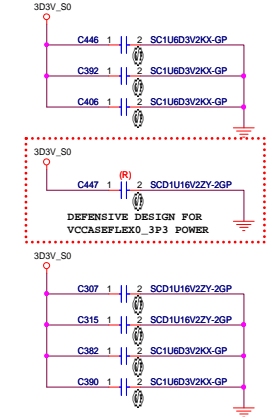 3D3V_S0
C446 1 2 SC1U6D3V2KX-GP
C392 1 2 SC1U6D3V2KX-GP
C406 1 2 SC1U6D3V2KX-GP
3D3V_S0
(R)
C447 1 2 SCD1U16V2ZY-2GP
DEFENSIVE DESIGN FOR
VCCASEFLEX0_3P3 POWER
3D3V_S0
C307 1 2 SCD1U16V2ZY-2GP
C315 1 2 SCD1U16V2ZY-2GP
C382 1 2 SC1U6D3V2KX-GP
C390 1 2 SC1U6D3V2KX-GP